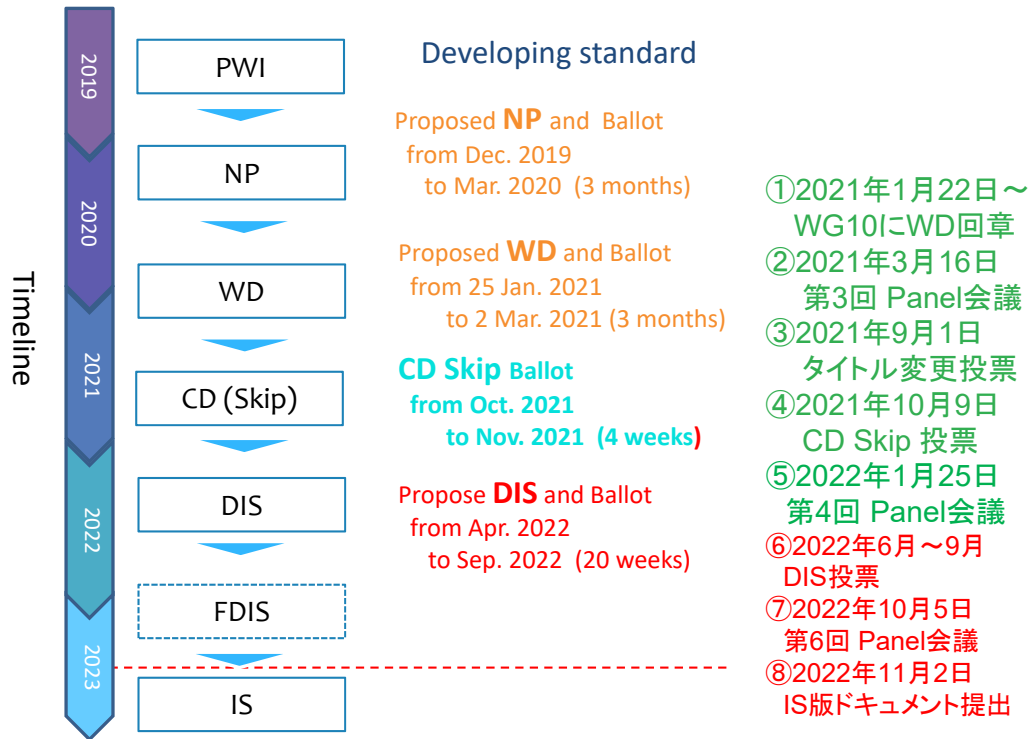 Timeline
2019
2020
2021
2022
2023
PWI
NP
WD
CD (Skip)
DIS
FDIS
IS
Developing standard
Proposed NP and Ballot
from Dec. 2019
to Mar. 2020 (3 months)
Proposed WD and Ballot
from 25 Jan. 2021
to 2 Mar. 2021 (3 months)
CD Skip Ballot
from Oct. 2021
to Nov. 2021 (4 weeks)
Propose DIS and Ballot
from Apr. 2022
to Sep. 2022 (20 weeks)
①2021年1月22日～
WG10にWD回章
②2021年3月16日
第3回 Panel会議
③2021年9月1日
タイトル変更投票
④2021年10月9日
CD Skip 投票
⑤2022年1月25日
第4回 Panel会議
⑥2022年6月～9月
DIS投票
⑦2022年10月5日
第6回 Panel会議
⑧2022年11月2日
IS版ドキュメント提出